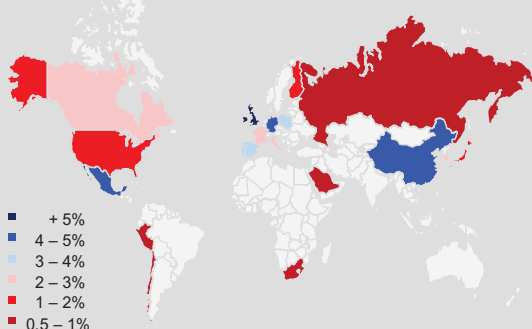 + 5%
4 – 5%
3 – 4%
2 – 3%
1 – 2%
0.5 – 1%